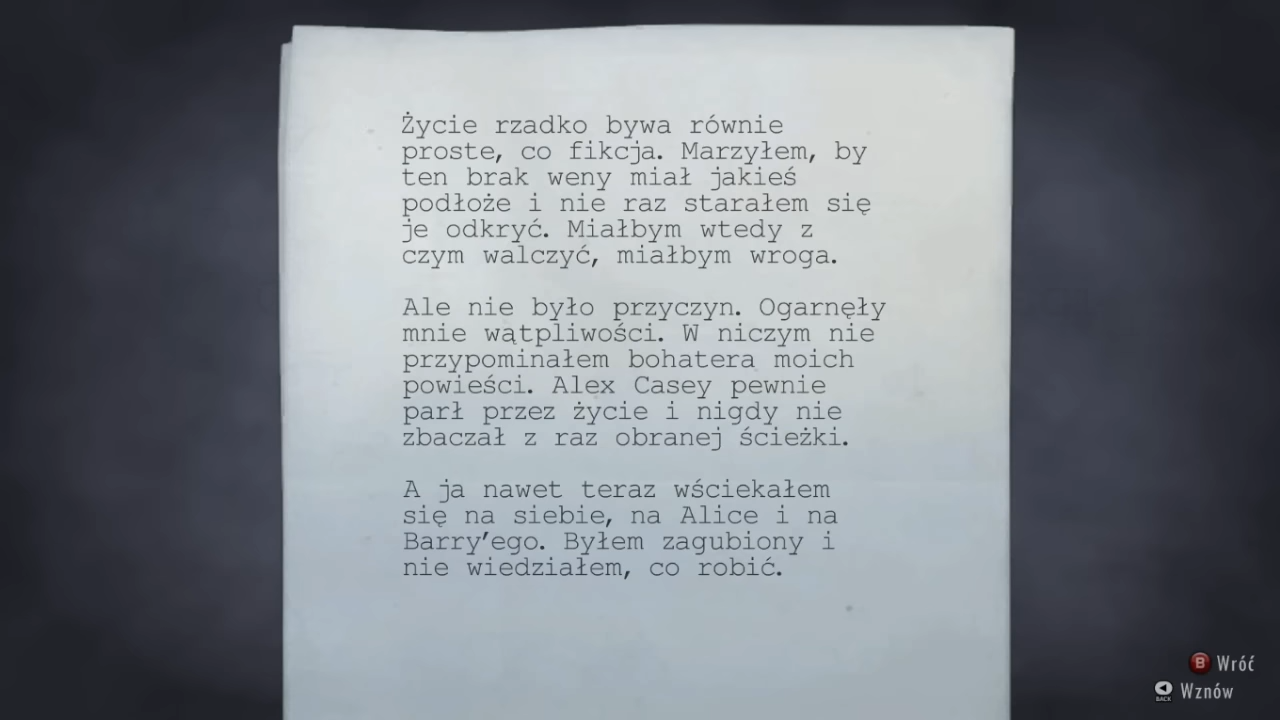 Życie rzadko bywa równie
proste, co fikcja. Marzyłem, by
ten brak weny miał jakieś
podłoże i nie raz starałem się
je odkryć. Miałbym wtedy z
czym walczyć, miałbym wroga.
Ale nie było przyczyn. Ogarnęły
mnie wątpliwości. W niczym nie
przypominałem bohatera moich
powieści. Alex Casey pewnie
parł przez życie i nigdy nie
zbaczał z raz obranej ścieżki.
A ja nawet teraz wściekałem
się na siebie, na Alice i na
Barry’ego. Byłem zagubiony i
nie wiedziałem, co robić.
B Wróć
BACK Wznów